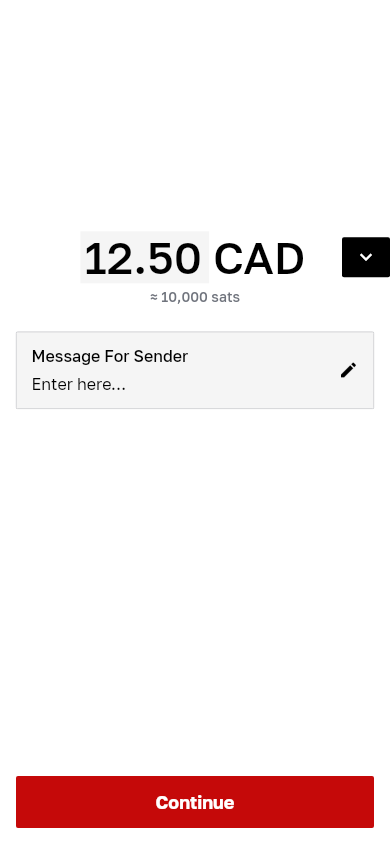 12.50 CAD
≈ 10,000 sats
Message For Sender
Enter here...
Continue